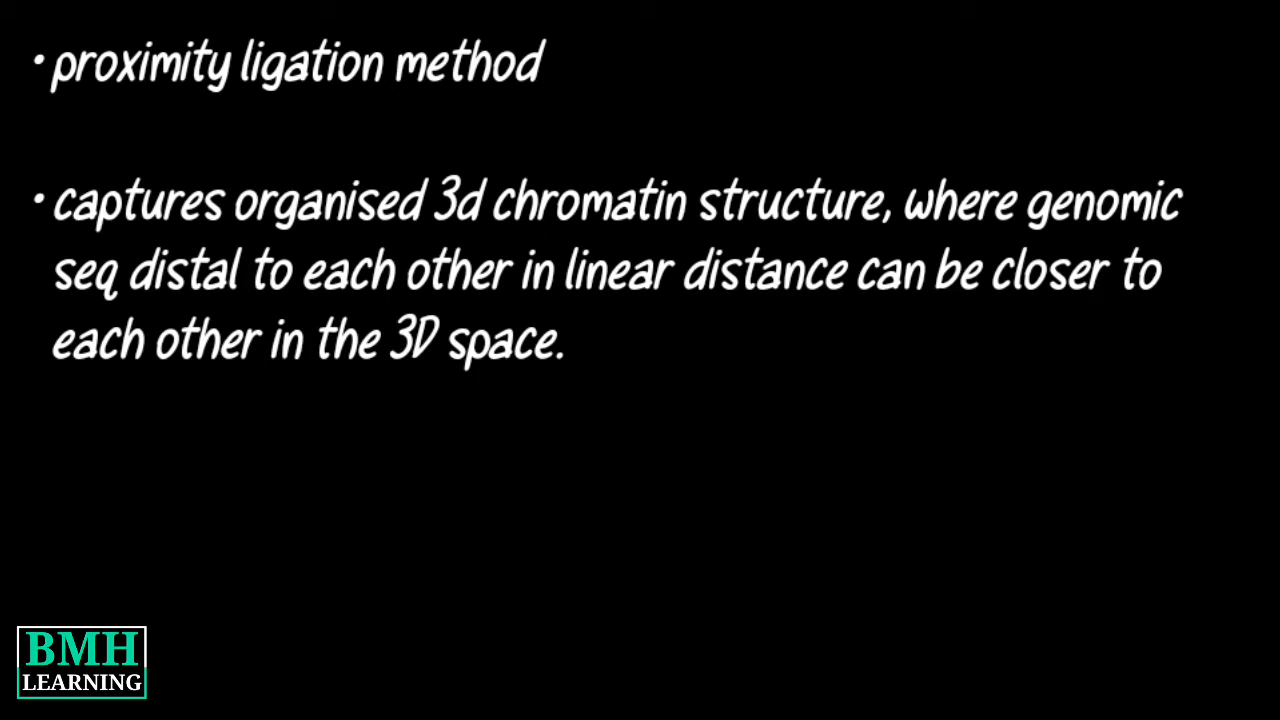 • proximity ligation method
• captures organised 3d chromatin structure, where genomic
seq distal to each other in linear distance can be closer to
each other in the 3D space.
BMH
LEARNING